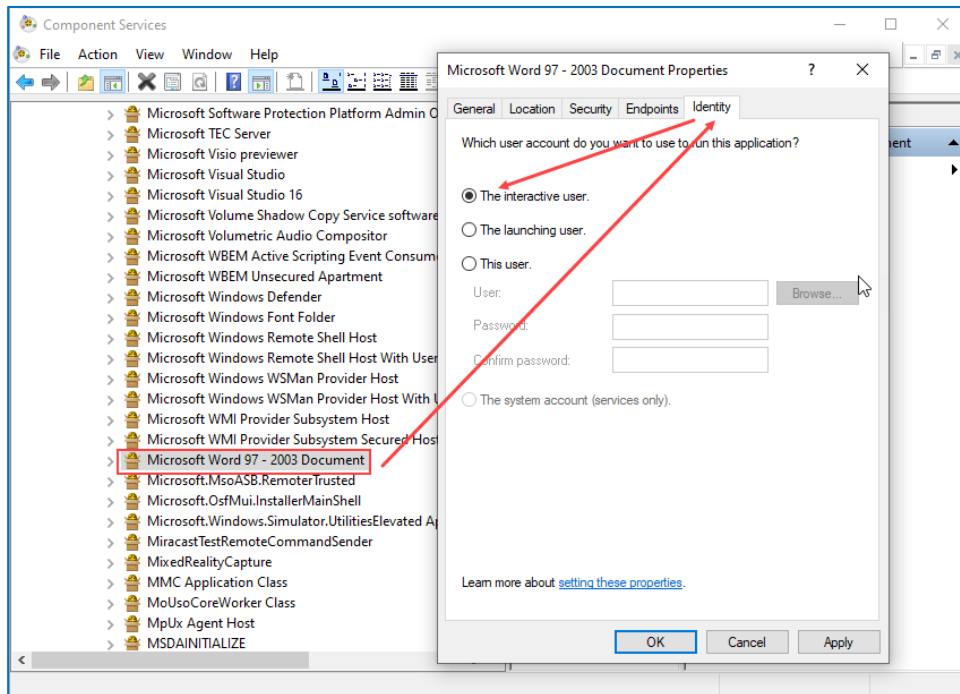 Component Services
File Action View Window Help
Microsoft Software Protection Platform Admin O
Microsoft TEC Server
Microsoft Visio previewer
Microsoft Visual Studio
Microsoft Visual Studio 16
Microsoft Volume Shadow Copy Service software
Microsoft Volumetric Audio Compositor
Microsoft WBEM Active Scripting Event Consum
Microsoft WBEM Unsecured Apartment
Microsoft Windows Defender
Microsoft Windows Font Folder
Microsoft Windows Remote Shell Host
Microsoft Windows Remote Shell Host With User
Microsoft Windows WSMan Provider Host
Microsoft Windows WSMan Provider Host With U
Microsoft WMI Provider Subsystem Host
Microsoft WMI Provider Subsystem Secured Host
Microsoft Word 97 - 2003 Document
Microsoft.MsoASB.RemoterTrusted
Microsoft.OsfMui.InstallerMainShell
Microsoft.Windows.Simulator.UtilitiesElevated Ap
MiracastTestRemoteCommandSender
MixedRealityCapture
MMC Application Class
MoUsoCoreWorker Class
MpUx Agent Host
MSDAINITIALIZE
Microsoft Word 97 - 2003 Document Properties ?
General Location Security Endpoints Identity
Which user account do you want to use to run this application?
The interactive user.
The launching user.
This user.
User:
Browse...
Password:
Confirm password:
The system account (services only).
Learn more about setting these properties.
OK Cancel Apply
ent